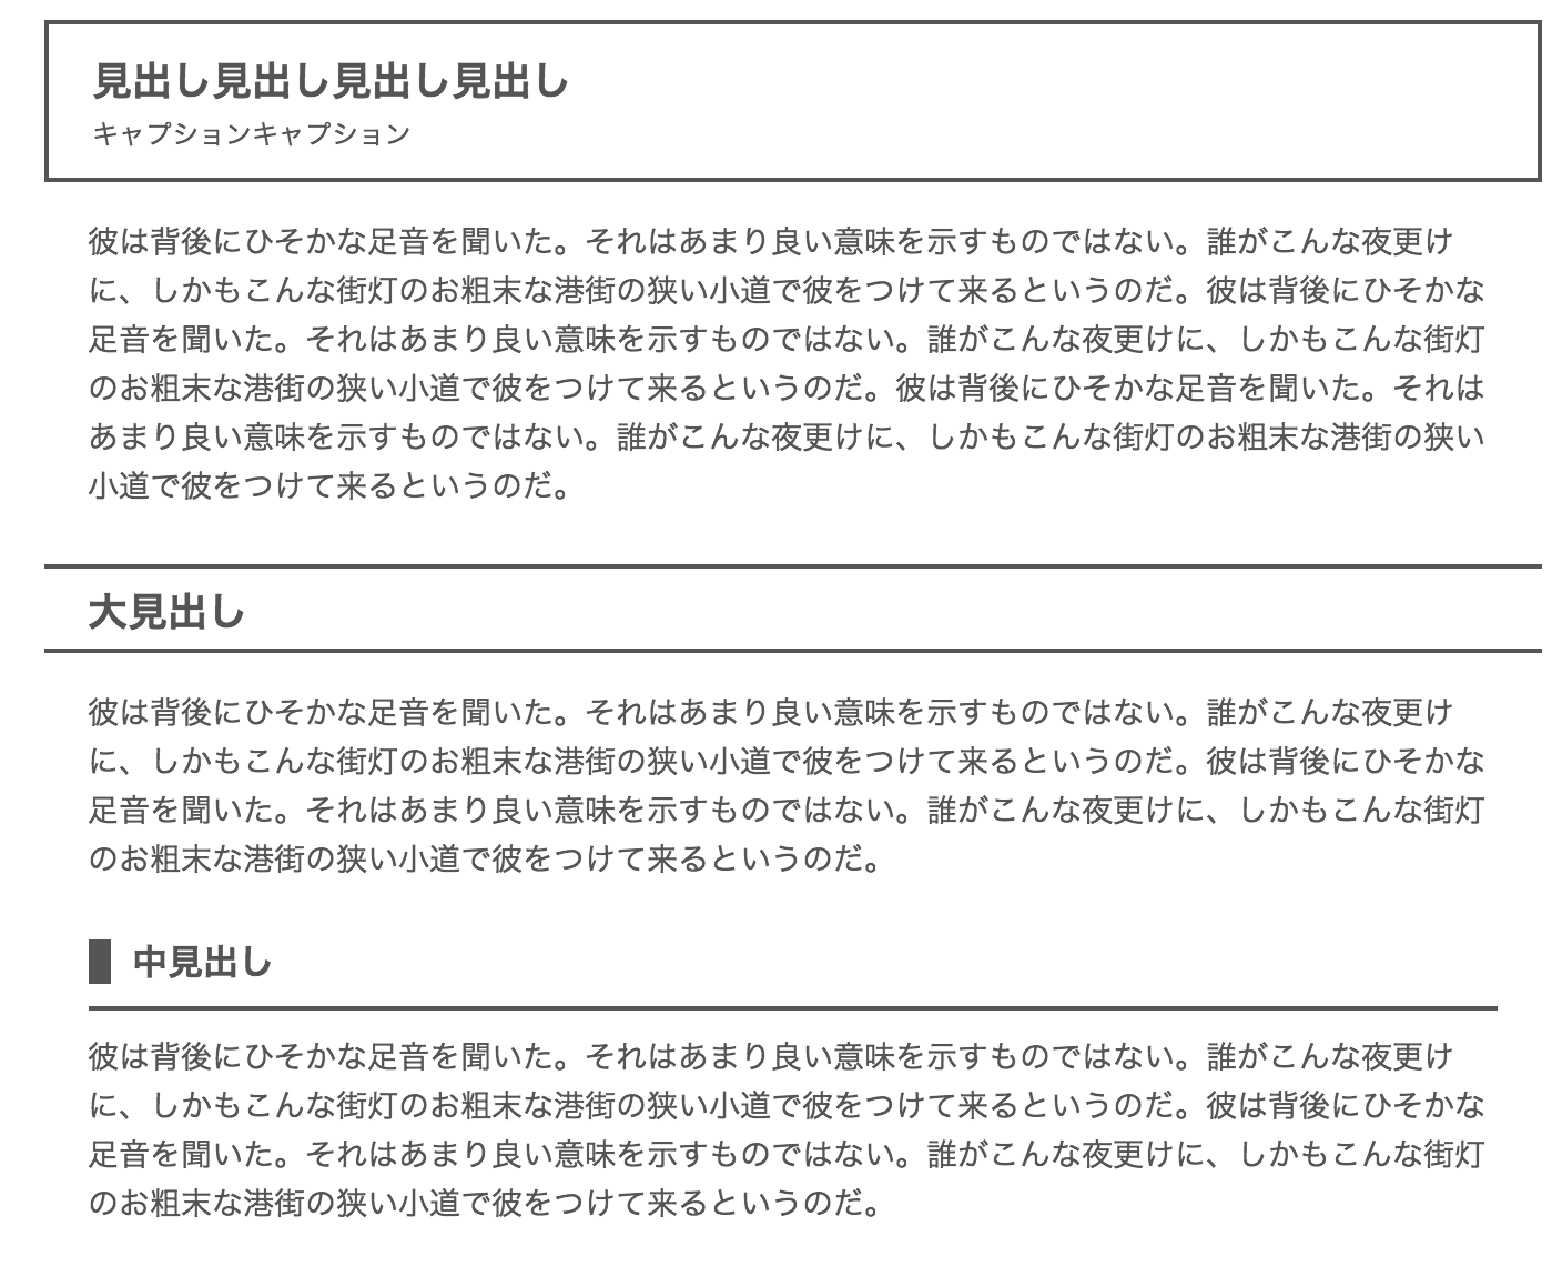 見出し見出し見出し見出し
キャプションキャプション
彼は背後にひそかな足音を聞いた。それはあまり良い意味を示すものではない。誰がこんな夜更け
に、しかもこんな街灯のお粗末な港街の狭い小道で彼をつけて来るというのだ。彼は背後にひそかな
足音を聞いた。それはあまり良い意味を示すものではない。誰がこんな夜更けに、しかもこんな街灯
のお粗末な港街の狭い小道で彼をつけて来るというのだ。彼は背後にひそかな足音を聞いた。それは
あまり良い意味を示すものではない。誰がこんな夜更けに、しかもこんな街灯のお粗末な港街の狭い
小道で彼をつけて来るというのだ。
大見出し
彼は背後にひそかな足音を聞いた。それはあまり良い意味を示すものではない。誰がこんな夜更け
に、しかもこんな街灯のお粗末な港街の狭い小道で彼をつけて来るというのだ。彼は背後にひそかな
足音を聞いた。それはあまり良い意味を示すものではない。誰がこんな夜更けに、しかもこんな街灯
のお粗末な港街の狭い小道で彼をつけて来るというのだ。
中見出し
彼は背後にひそかな足音を聞いた。それはあまり良い意味を示すものではない。誰がこんな夜更け
に、しかもこんな街灯のお粗末な港街の狭い小道で彼をつけて来るというのだ。彼は背後にひそかな
足音を聞いた。それはあまり良い意味を示すものではない。誰がこんな夜更けに、しかもこんな街灯
のお粗末な港街の狭い小道で彼をつけて来るというのだ。